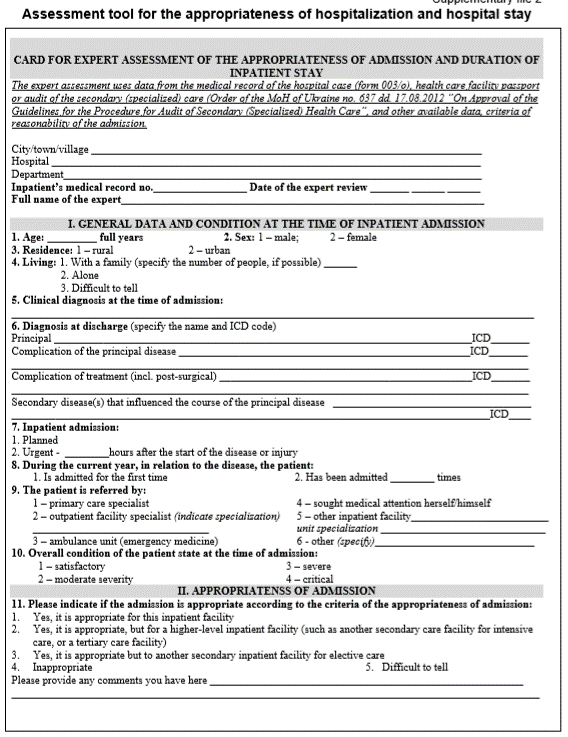 Supplementary file 2
Assessment tool for the appropriateness of hospitalization and hospital stay
CARD FOR EXPERT ASSESSMENT OF THE APPROPRIATENESS OF ADMISSION AND DURATION OF
INPATIENT STAY
The expert assessment uses data from the medical record of the hospital case (form 003/o), health care facility passport
or audit of the secondary (specialized) care (Order of the MoH of Ukraine no. 637 dd. 17.08.2012 "On Approval of the
Guidelines for the Procedure for Audit of Secondary (Specialized) Health Care", and other available data, criteria of
reasonability of the admission.
City/town/village
Hospital
Department
Inpatient's medical record no. Date of the expert review
Full name of the expert
I. GENERAL DATA AND CONDITION AT THE TIME OF INPATIENT ADMISSION
1. Age: full years 2. Sex: 1 – male; 2 – female
3. Residence: 1 – rural 2 – urban
4. Living: 1. With a family (specify the number of people, if possible)
2. Alone
3. Difficult to tell
5. Clinical diagnosis at the time of admission:
6. Diagnosis at discharge (specify the name and ICD code)
Principal ICD
Complication of the principal disease ICD
Complication of treatment (incl. post-surgical) ICD
Secondary disease(s) that influenced the course of the principal disease
ICD
7. Inpatient admission:
1. Planned
2. Urgent - hours after the start of the disease or injury
8. During the current year, in relation to the disease, the patient:
1. Is admitted for the first time 2. Has been admitted times
9. The patient is referred by:
1 – primary care specialist 4 – sought medical attention herself/himself
2 – outpatient facility specialist (indicate specialization) 5 – other inpatient facility
unit specialization
3 – ambulance unit (emergency medicine) 6 - other (specify)
10. Overall condition of the patient state at the time of admission:
1 – satisfactory 3 – severe
2 – moderate severity 4 – critical
II. APPROPRIATENSS OF ADMISSION
11. Please indicate if the admission is appropriate according to the criteria of the appropriateness of admission:
1. Yes, it is appropriate for this inpatient facility
2. Yes, it is appropriate, but for a higher-level inpatient facility (such as another secondary care facility for intensive
care, or a tertiary care facility)
3. Yes, it is appropriate but to another secondary inpatient facility for elective care
4. Inappropriate 5. Difficult to tell
Please provide any comments you have here